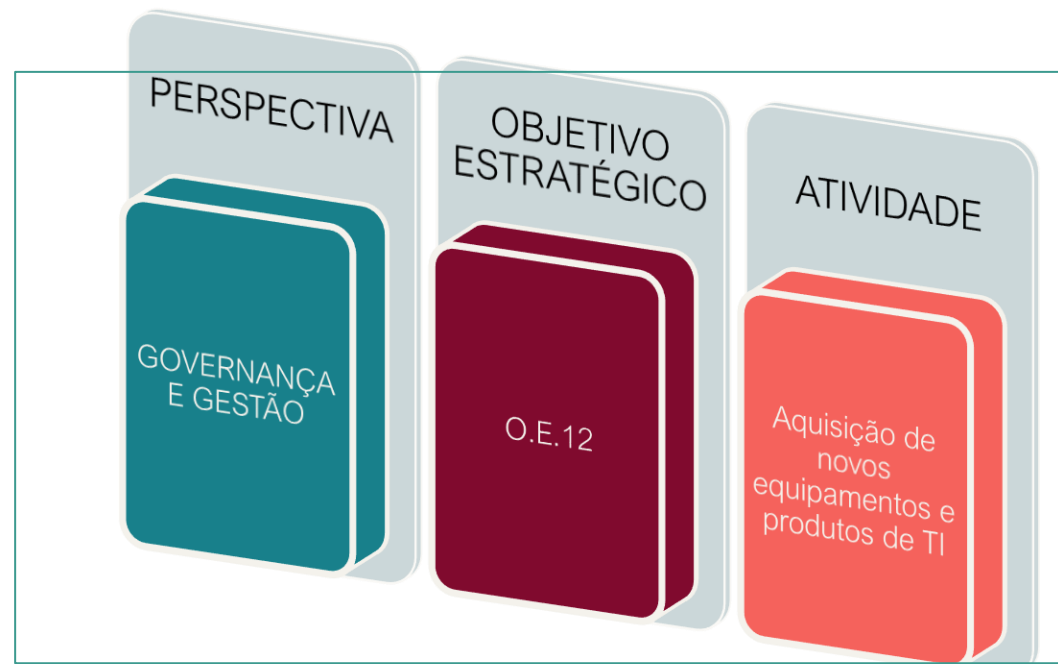 PERSPECTIVA
GOVERNANÇA
E GESTÃO
OBJETIVO
ESTRATÉGICO
O.E.12
ATIVIDADE
Aquisição de
novos
equipamentos e
produtos de TI